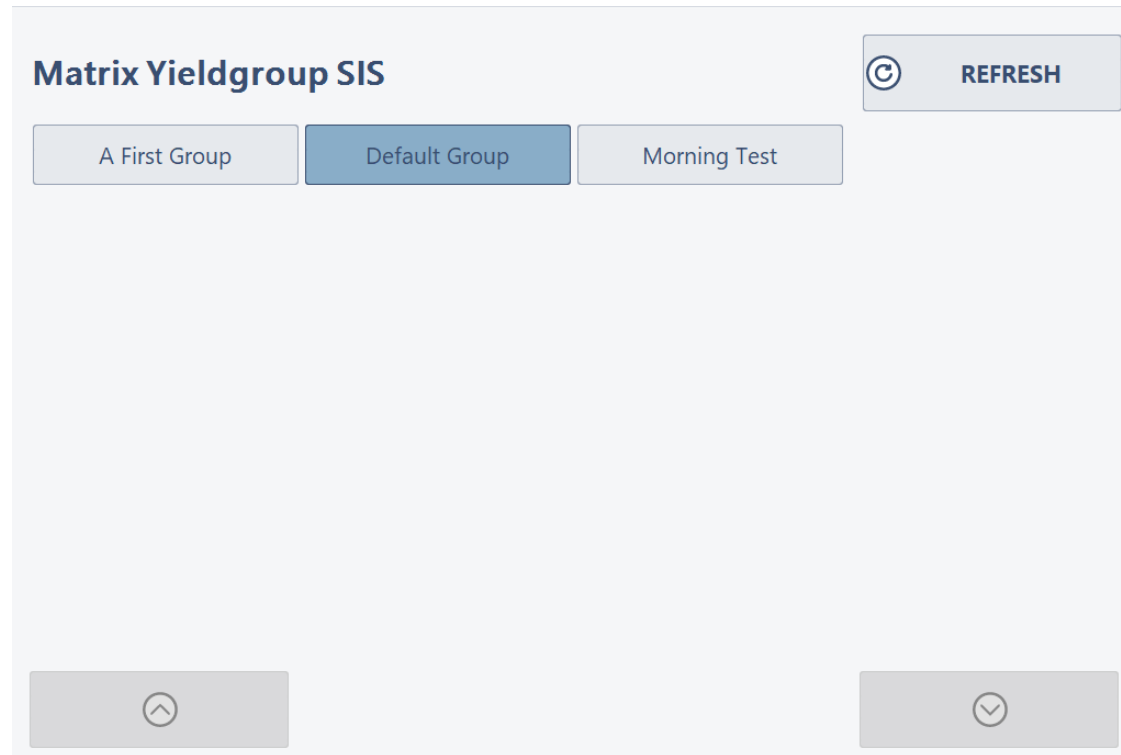 Matrix Yieldgroup SIS
REFRESH
A First Group
Default Group
Morning Test